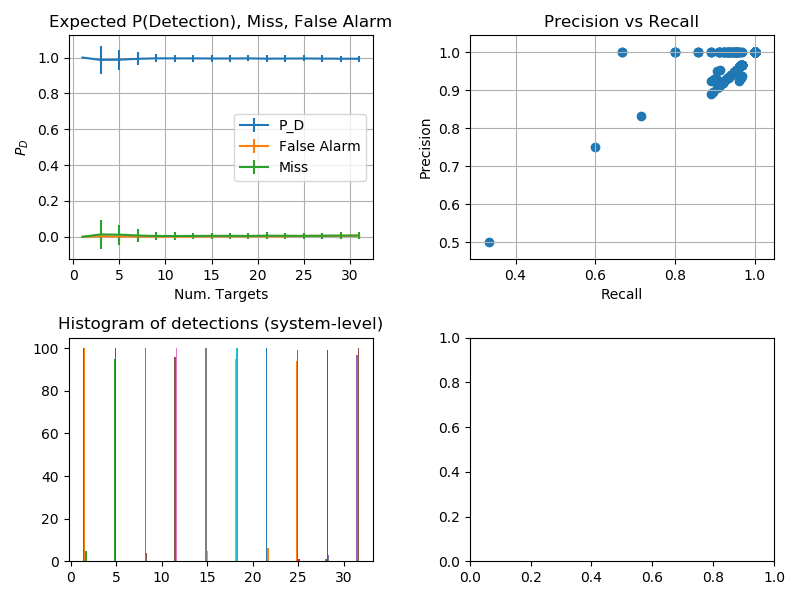 Expected P(Detection), Miss, False Alarm
1.0
0.8
0.6
0.4
0.2
0.0
P_D
P_D
False Alarm
Miss
0 5 10 15 20 25 30
Num. Targets
Precision vs Recall
1.0
0.9
0.8
0.7
0.6
0.5
Precision
0.4 0.6 0.8 1.0
Recall
Histogram of detections (system-level)
100
80
60
40
20
0
0 5 10 15 20 25 30
1.0
0.8
0.6
0.4
0.2
0.0
0.0 0.2 0.4 0.6 0.8 1.0